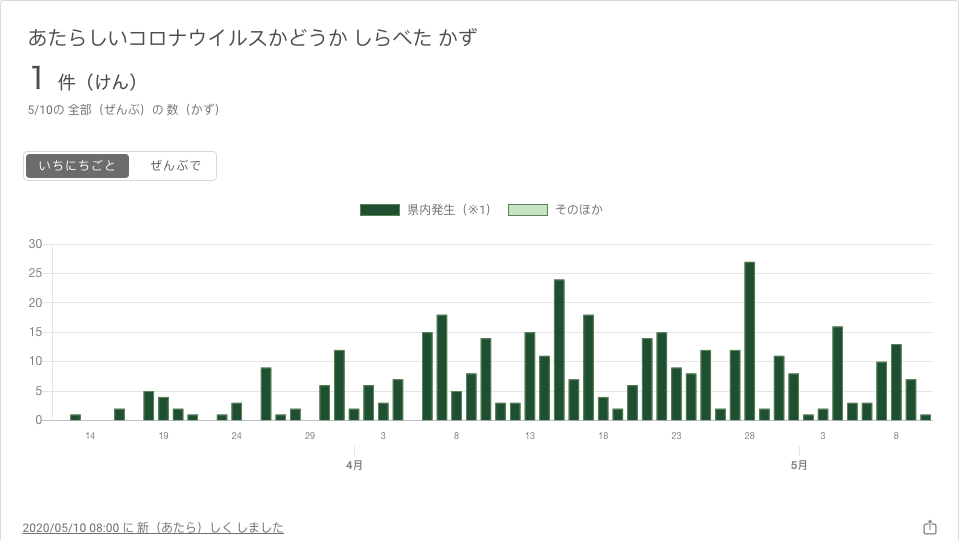 あたらしいコロナウイルスかどうか しらべた かず
1 件（けん）
5/10の 全部（ぜんぶ）の 数（かず）
いちにちごと ぜんぶで
県内発生（※1） そのほか
30
25
20
15
10
5
0
14 19 24 29 3 8 13 18 23 28 3 8
4月 5月
2020/05/10 08:00 に 新（あたら）しく しました